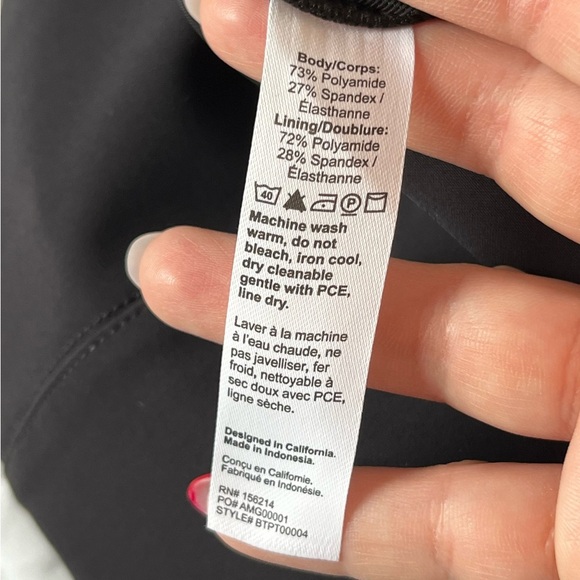 Body/Corps:
73% Polyamide
27% Spandex /
Élasthanne
Lining/Doublure:
72% Polyamide
28% Spandex /
Élasthanne
40 P
Machine wash
warm, do not
bleach, iron cool,
dry cleanable
gentle with PCE,
line dry.
Laver à la machine
à l'eau chaude, ne
pas javelliser, fer
froid, nettoyable à
sec doux avec PCE,
ligne sèche.
Designed in California.
Made in Indonesia.
Conçu en Californie.
Fabriqué en Indonésie.
RN# 156214
PO# AMG00001
STYLE# BTPT00004